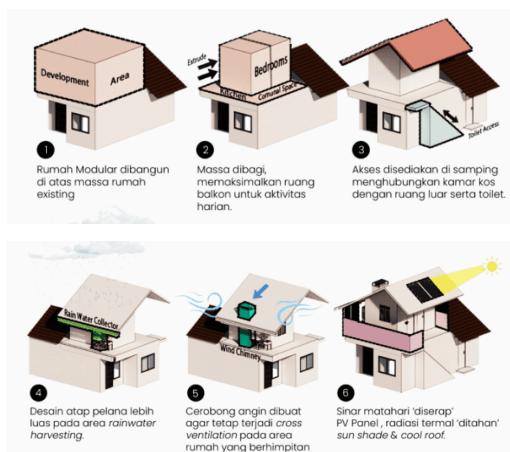 Development Area
1
Rumah Modular dibangun
di atas massa rumah
existing
Extrude
Bedrooms
Kitchen
Comunal Space
2
Massa dibagi,
memaksimalkan ruang
balkon untuk aktivitas
harian.
Toilet Access
3
Akses disediakan di samping
menghubungkan kamar kos
dengan ruang luar serta toilet.
Rain Water Collector
4
Desain atap pelana lebih
luas pada area rainwater
harvesting.
Wind Chimney
5
Cerobong angin dibuat
agar tetap terjadi cross
ventilation pada area
rumah yang berhimpitan
6
Sinar matahari 'diserap'
PV Panel , radiasi termal 'ditahan'
sun shade & cool roof.